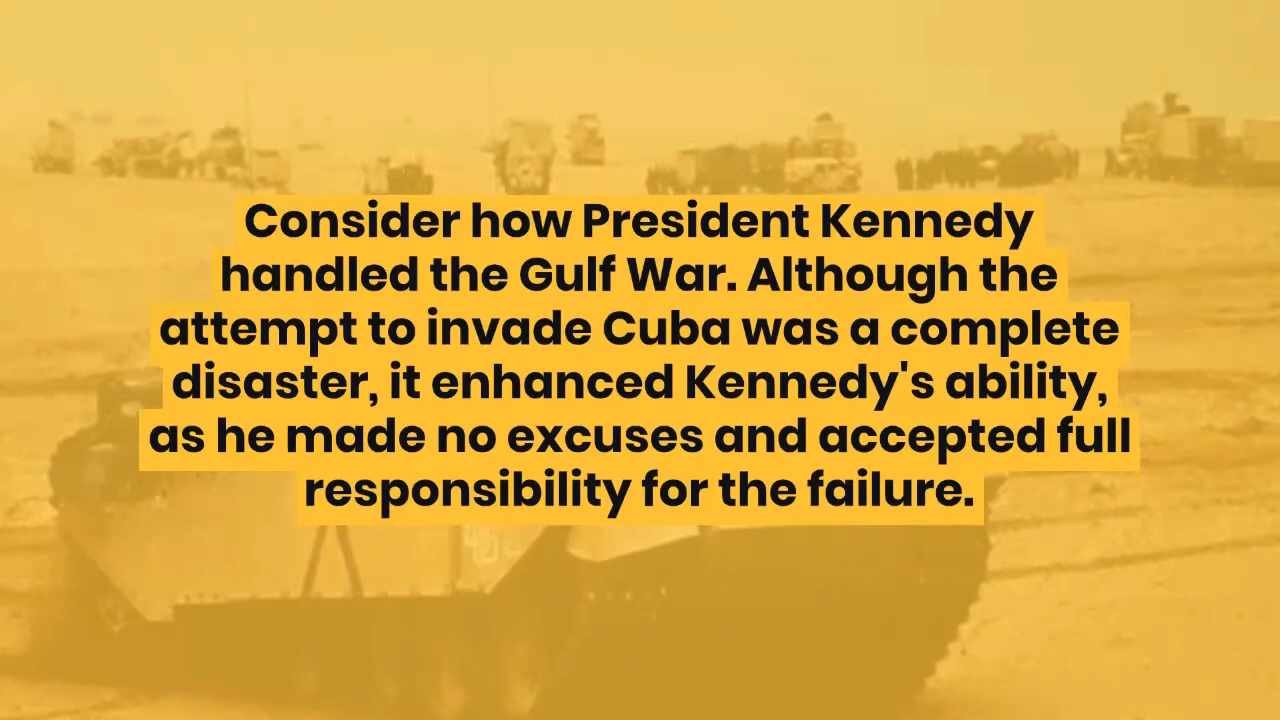 Consider how President Kennedy
handled the Gulf War. Although the
attempt to invade Cuba was a complete
disaster, it enhanced Kennedy's ability,
as he made no excuses and accepted full
responsibility for the failure.